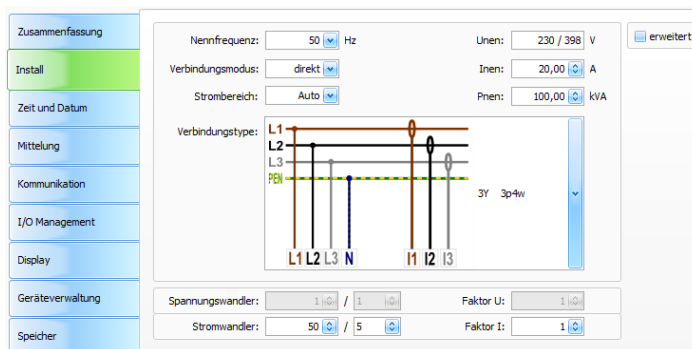 Zusammenfassung
Install
Zeit und Datum
Mittelung
Kommunikation
I/O Management
Display
Geräteverwaltung
Speicher
Nennfrequenz: 50 Hz Unen: 230 / 398 V
Verbindungsmodus: direkt Inen: 20,00 A
Strombereich: Auto Pnen: 100,00 kVA
Verbindungstype:
L1
L2
L3
PEN
3Y 3p4w
L1 L2 L3 N I1 I2 I3
Spannungswandler: 1 / 1 Faktor U: 1
Stromwandler: 50 / 5 Faktor I: 1
erweitert